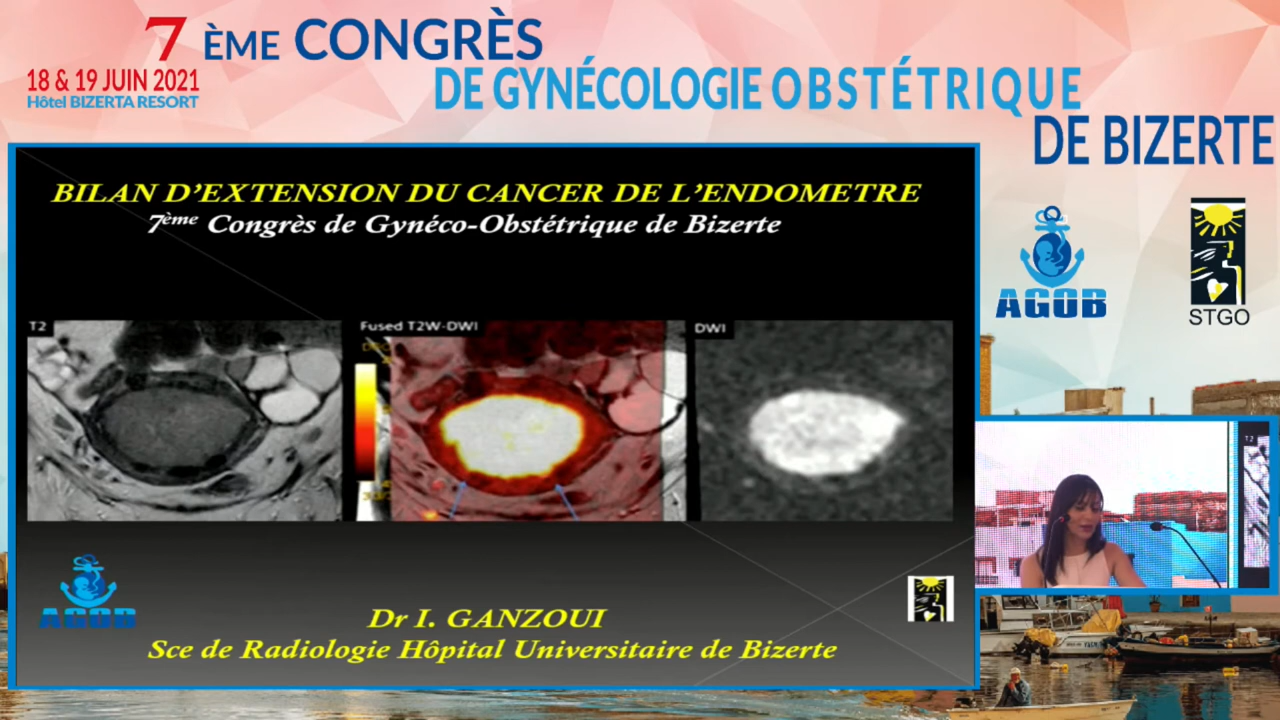 7 ÈME CONGRÈS
18 & 19 JUIN 2021
Hôtel BIZERTA RESORT
DE GYNÉCOLOGIE OBSTÉTRIQUE
DE BIZERTE
BILAN D'EXTENSION DU CANCER DE L'ENDOMETRE
7ème Congrès de Gynéco-Obstétrique de Bizerte
T2
Fused T2W-DWI
DWI
AGOB
STGO
T2
AGOB
Dr I. GANZOUI
Sce de Radiologie Hôpital Universitaire de Bizerte